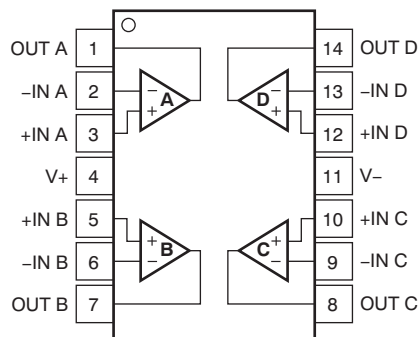 OUT A 1 14 OUT D
−IN A 2 − A D − 13 −IN D
+IN A 3 + + 12 +IN D
V+ 4 11 V−
+IN B 5 + B C + 10 +IN C
−IN B 6 − − 9 −IN C
OUT B 7 8 OUT C